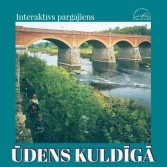 Interaktīvs pārgājiens
ŪDENS KULDĪGĀ